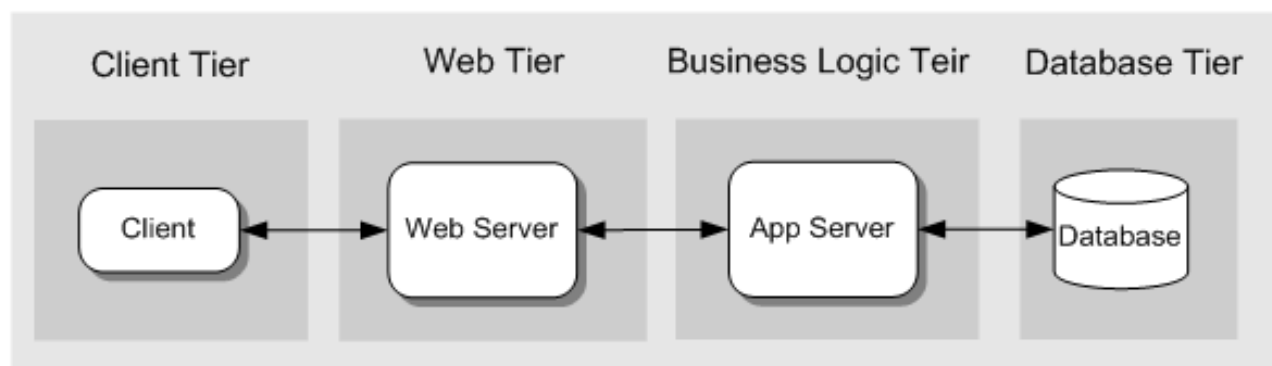 Client Tier
Web Tier
Business Logic Teir
Database Tier
Client
Web Server
App Server
Database